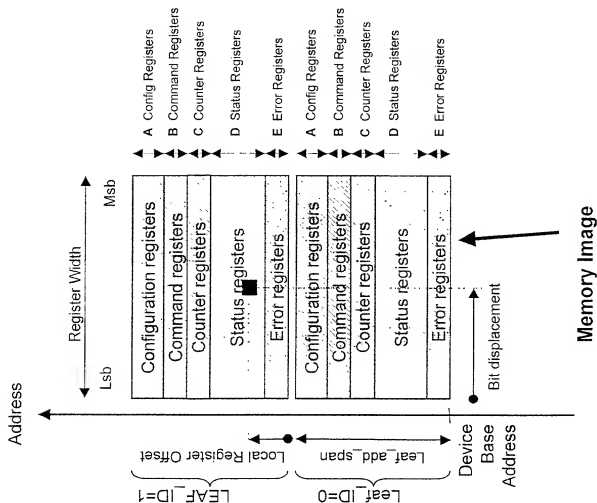 Address
Register Width
Lsb
Msb
LEAF_ID=1
Local Register Offset
Configuration registers
Command registers
Counter registers
Status registers
Error registers
A Config Registers
B Command Registers
C Counter Registers
D Status Registers
E Error Registers
Leaf_ID=0
Leaf_add_span
Configuration registers
Command registers
Counter registers
Status registers
Error registers
A Config Registers
B Command Registers
C Counter Registers
D Status Registers
E Error Registers
Device
Base
Address
Bit displacement
Memory Image